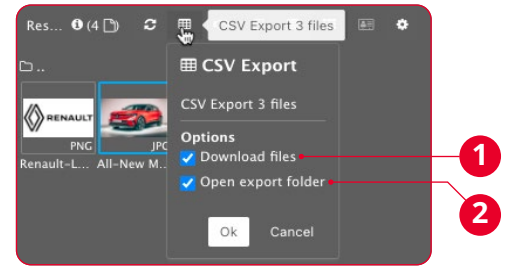 Res... (4 ) CSV Export 3 files
CSV Export
..
CSV Export 3 files
RENAULT
PNG JPG
Renault-L... All-New M...
Options
Download files 1
Open export folder 2
Ok Cancel